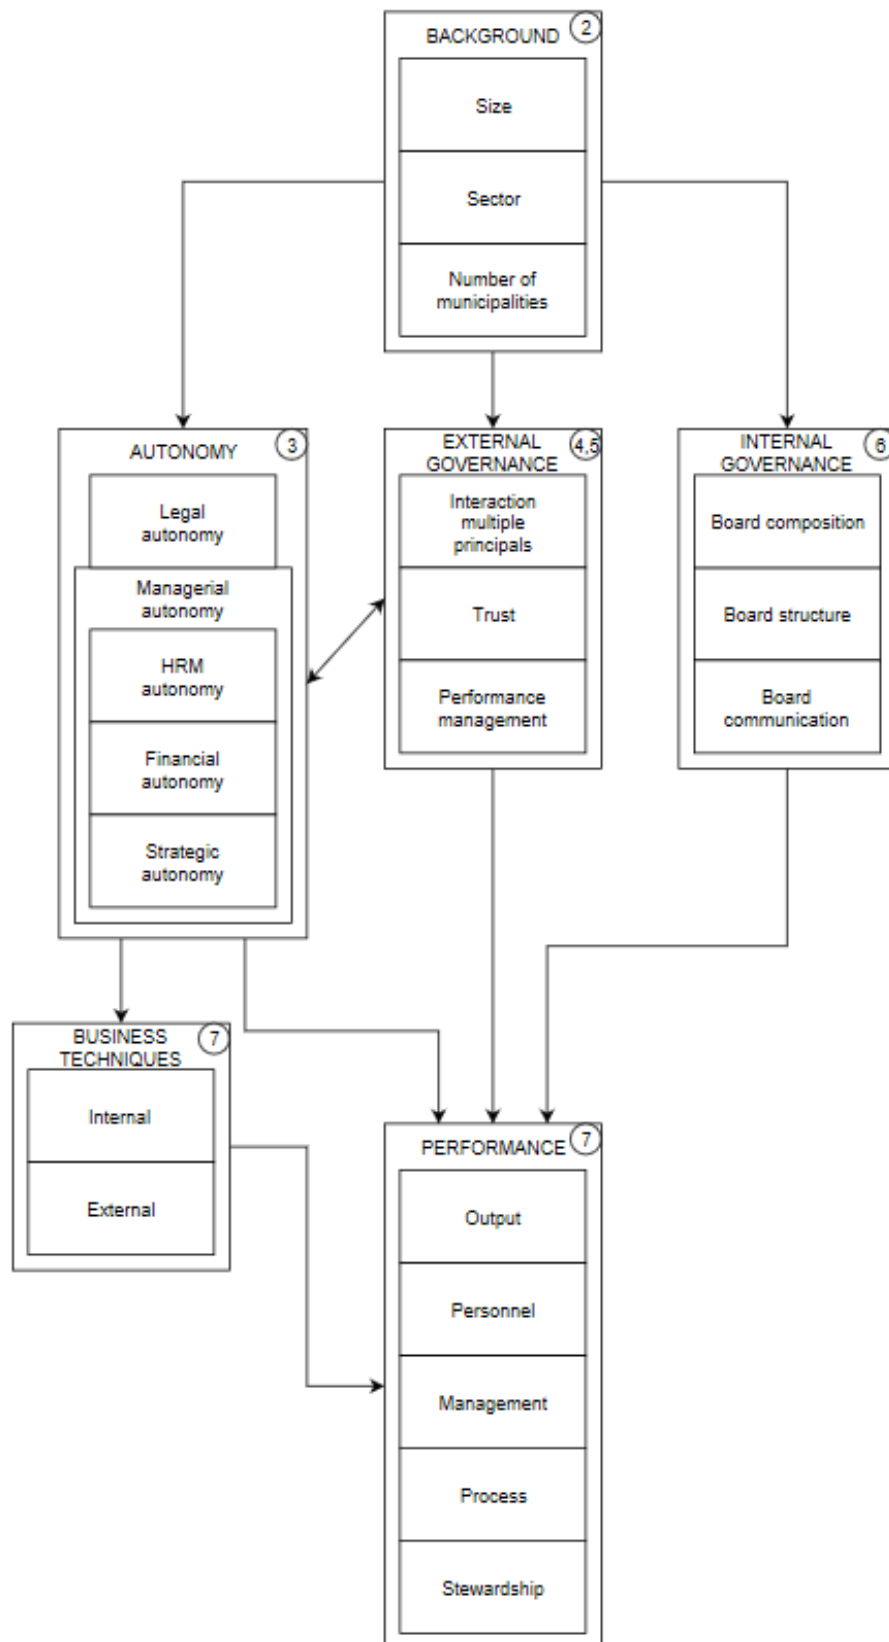 BACKGROUND
2
Size
Sector
Number of
municipalities
AUTONOMY
3
Legal
autonomy
Managerial
autonomy
HRM
autonomy
Financial
autonomy
Strategic
autonomy
EXTERNAL
GOVERNANCE
4,5
Interaction
multiple
principals
Trust
Performance
management
INTERNAL
GOVERNANCE
6
Board composition
Board structure
Board
communication
BUSINESS
TECHNIQUES
7
Internal
External
PERFORMANCE
7
Output
Personnel
Management
Process
Stewardship